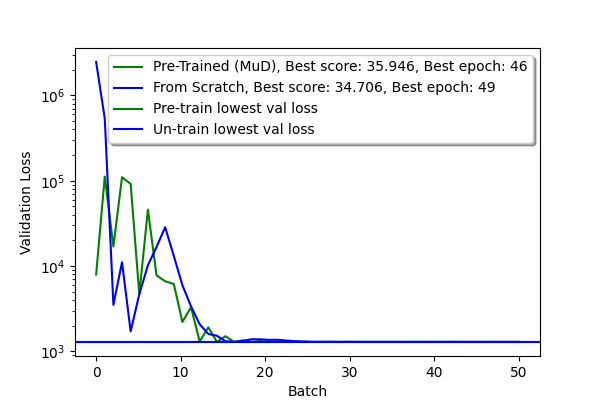 Pre-Trained (MuD), Best score: 35.946, Best epoch: 46
From Scratch, Best score: 34.706, Best epoch: 49
Pre-train lowest val loss
Un-train lowest val loss
Validation Loss
10^6
10^5
10^4
10^3
0 10 20 30 40 50
Batch